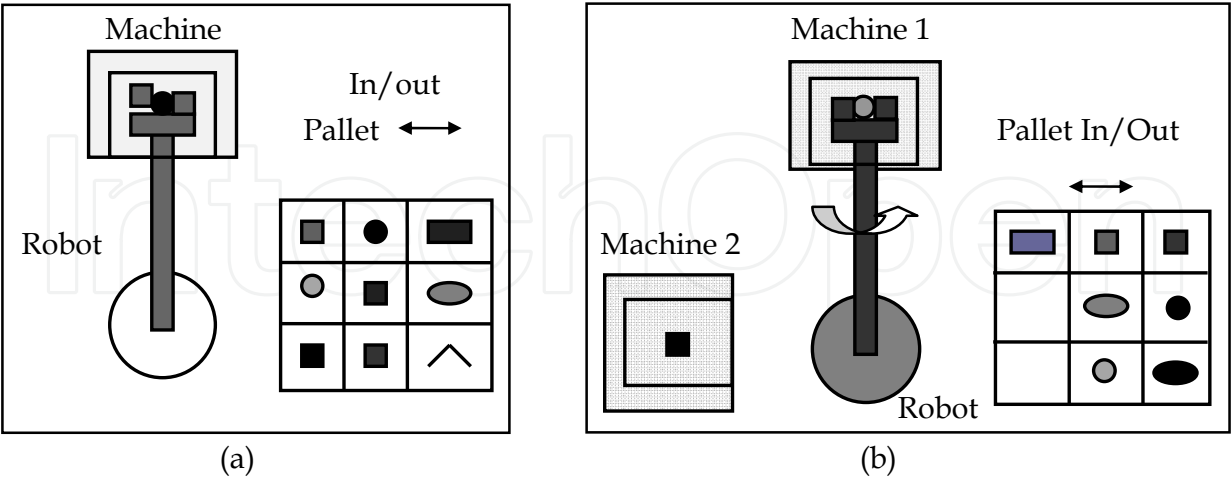 Machine
In/out
Pallet
Robot
(a)
Machine 1
Pallet In/Out
Machine 2
Robot
(b)
IntechOpen